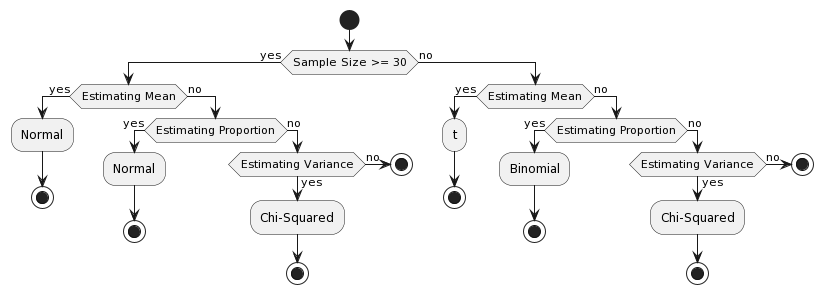 yes
Sample Size >= 30
no
yes
Estimating Mean
no
yes
Estimating Mean
no
Normal
yes
Estimating Proportion
no
t
yes
Estimating Proportion
no
Normal
Estimating Variance
no
Binomial
Estimating Variance
no
yes
yes
Chi-Squared
Chi-Squared